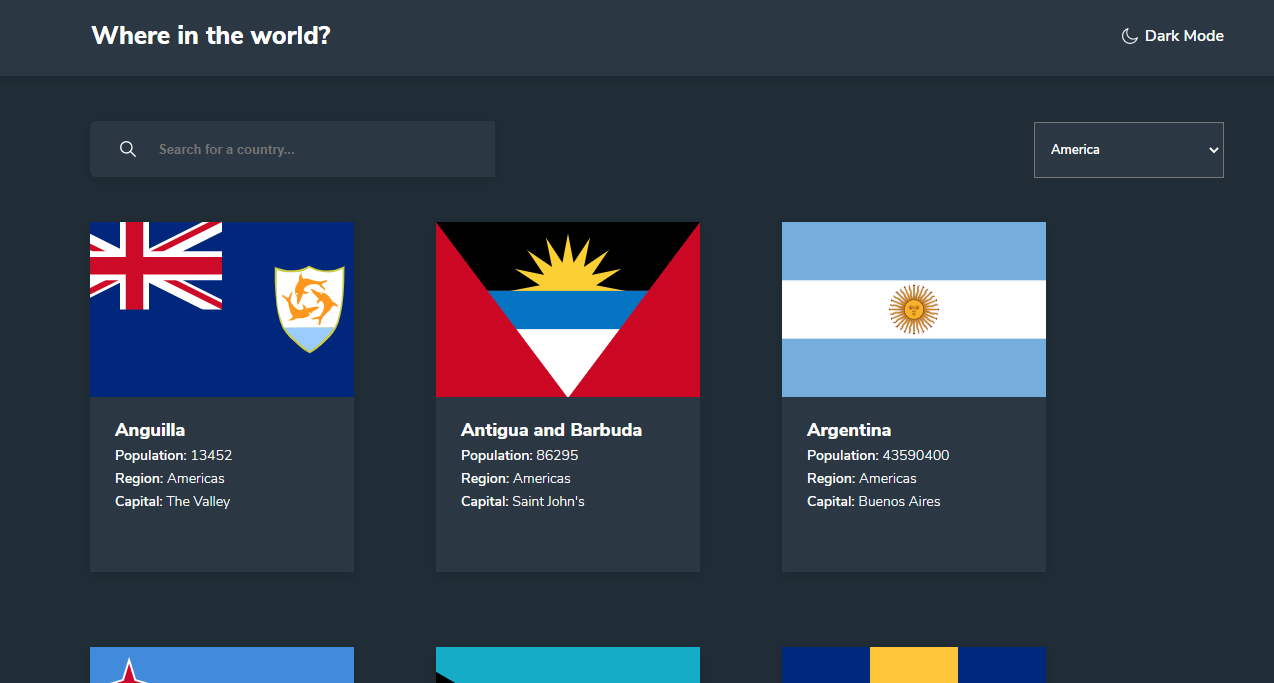 Where in the world?
Dark Mode
Search for a country...
America
Anguilla
Population: 13452
Region: Americas
Capital: The Valley
Antigua and Barbuda
Population: 86295
Region: Americas
Capital: Saint John's
Argentina
Population: 43590400
Region: Americas
Capital: Buenos Aires